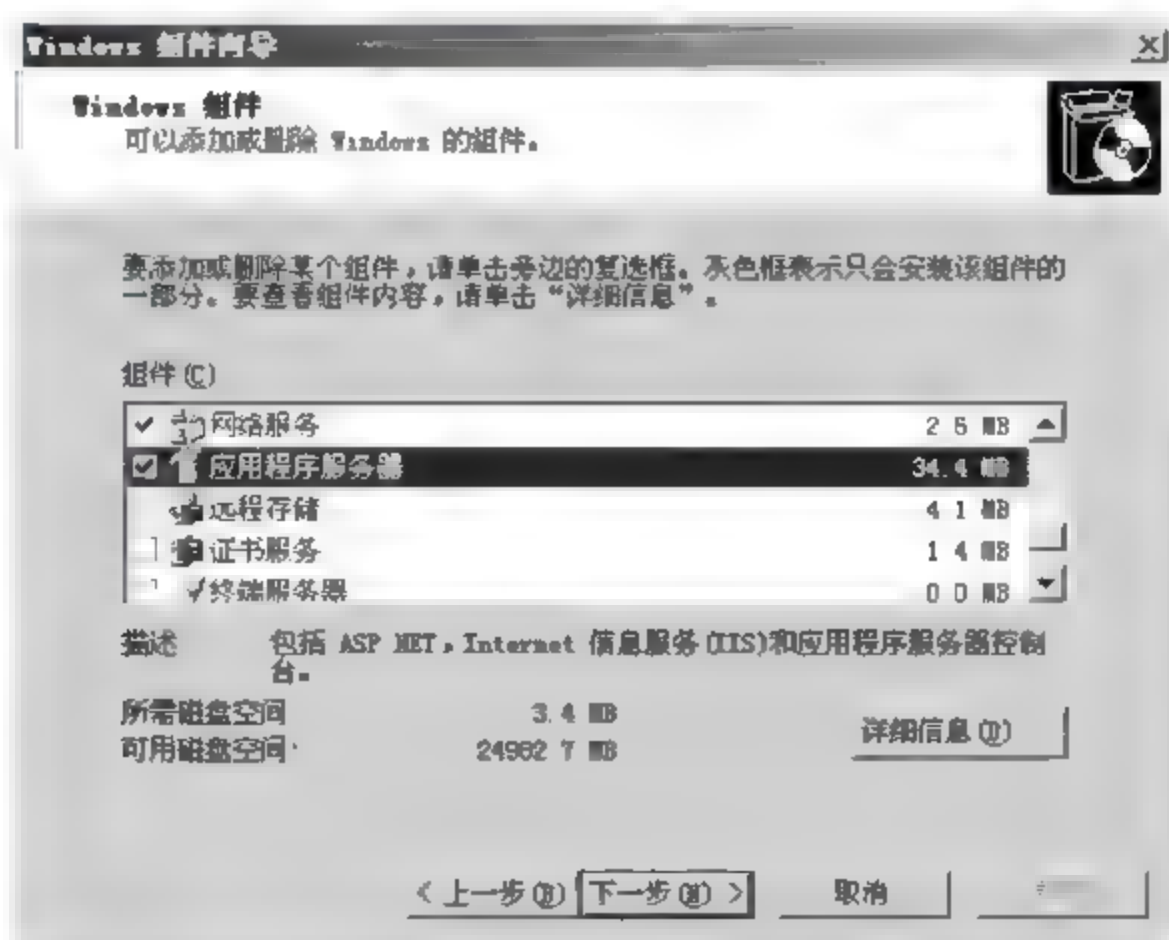 Windows 组件向导
Windows 组件
可以添加或删除 Windows 的组件。
要添加或删除某个组件，请单击旁边的复选框。灰色框表示只会安装该组件的
一部分。要查看组件内容，请单击“详细信息”。
组件(C)
网络服务 2 6 MB
应用程序服务器 34.4 MB
远程存储 4 1 MB
证书服务 1 4 MB
终端服务器 0 0 MB
描述 包括 ASP NET，Internet 信息服务(IIS)和应用程序服务器控制
台。
所需磁盘空间 3.4 MB
可用磁盘空间 24982 7 MB
详细信息(D)
< 上一步(B) 下一步(N) > 取消